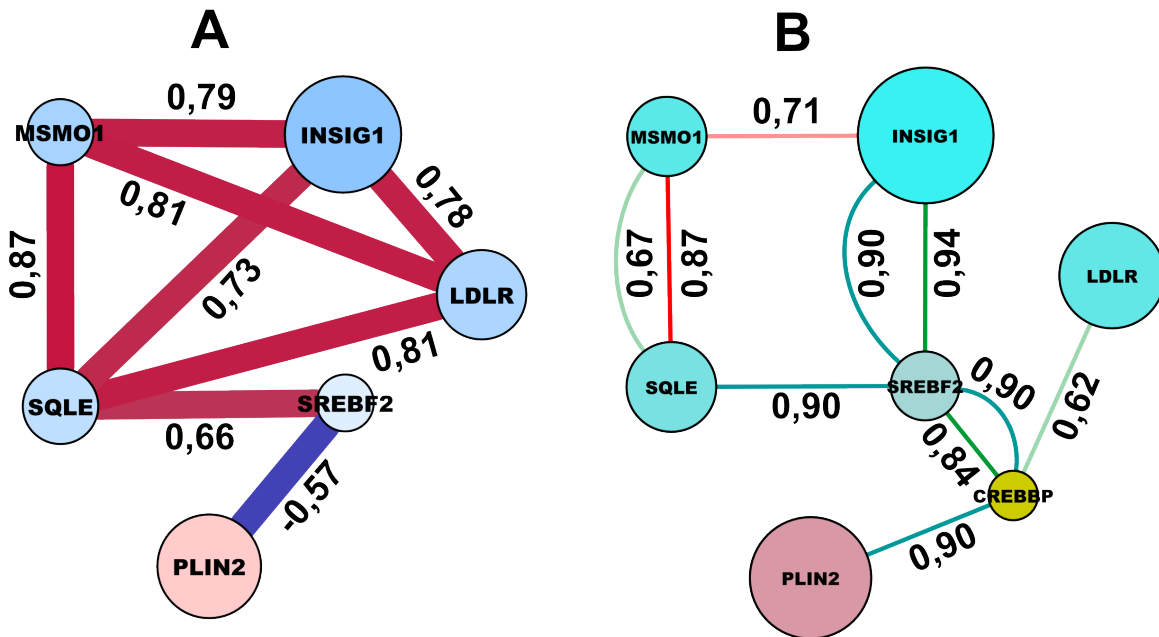 A
0,79
MSMO1
INSIG1
0,81
0,78
0,87
0,73
LDLR
0,81
SQLE
SREBF2
0,66
-0,57
PLIN2
B
0,71
MSMO1
INSIG1
0,67
0,87
0,90
0,94
LDLR
SQLE
SREBF2
0,90
0,90
0,62
0,84
CREBBP
0,90
PLIN2